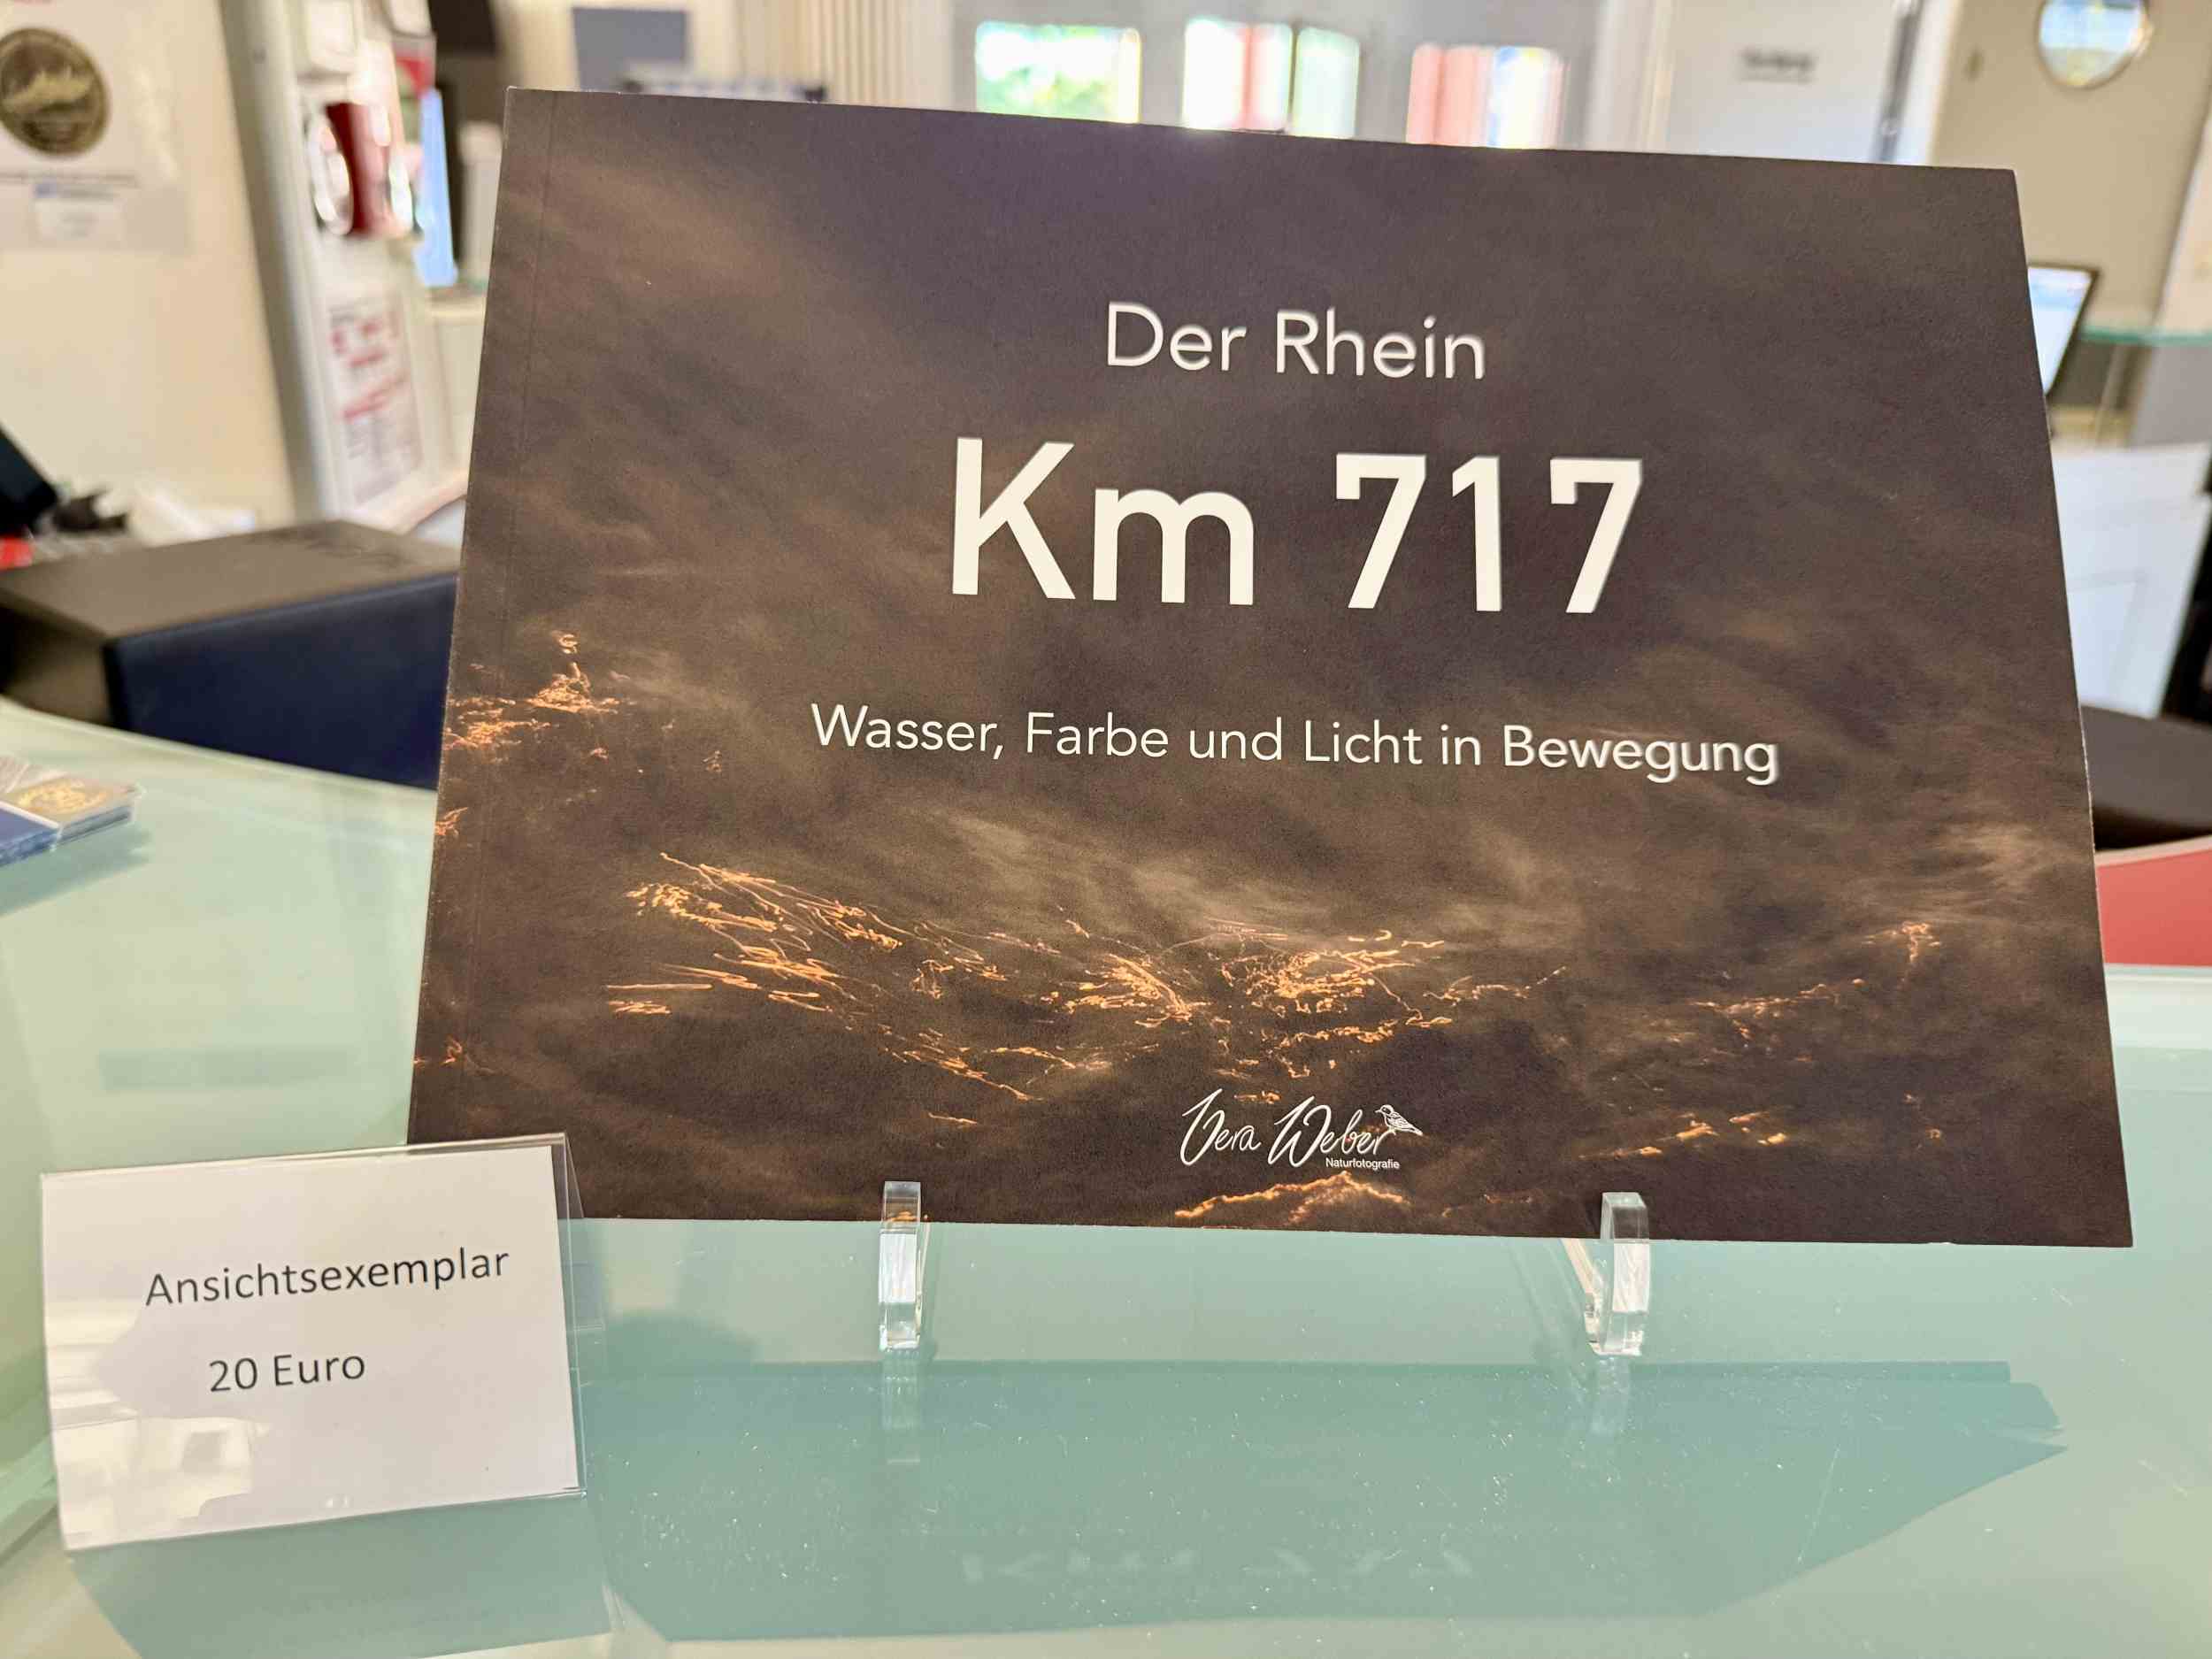 Der Rhein
Km 717
Wasser, Farbe und Licht in Bewegung
Vera Weber
Naturfotografie
Ansichtsexemplar
20 Euro